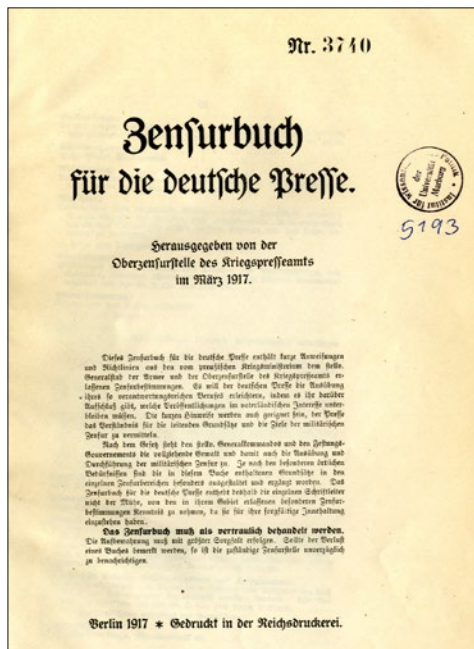 Nr. 3740
Zensurbuch
für die deutsche Presse.
der
Universität
Marburg
5193
Herausgegeben von der
Oberzensurstelle des Kriegspresseamts
im März 1917.
Dieses Zensurbuch für die deutsche Presse enthält kurze Anweisungen
und Richtlinien aus den vom preußischen Kriegsministerium dem stellv.
Generalstab der Armee und der Oberzensurstelle des Kriegspresseamts er-
lassenen Zensurbestimmungen. Es will der deutschen Presse die Ausübung
ihres so verantwortungsreichen Berufes erleichtern, indem es ihr darüber
Aufschluß gibt, welche Veröffentlichungen im vaterländischen Interesse unter-
bleiben müssen. Die kurzen Hinweise werden auch geeignet sein, der Presse
das Verständnis für die leitenden Grundsätze und die Ziele der militärischen
Zensur zu vermitteln.
Nach dem Gesetz steht den stellv. Generalkommandos und den Festungs-
Gouvernements die vollziehende Gewalt und damit auch die Ausübung und
Durchführung der militärischen Zensur zu. Je nach den besonderen örtlichen
Bedürfnissen sind die in diesem Buche enthaltenen Grundsätze in den
einzelnen Zensurbereichen besonders ausgestaltet und ergänzt worden. Das
Zensurbuch für die deutsche Presse enthebt deshalb die einzelnen Schriftleiter
nicht der Mühe, von den in ihrem Gebiet erlassenen besonderen Zensur-
bestimmungen Kenntnis zu nehmen, da sie für ihre sorgfältige Innehaltung
einzustehen haben.
Das Zensurbuch muß als vertraulich behandelt werden.
Die Aufbewahrung muß mit größter Sorgfalt erfolgen. Sollte der Verlust
eines Buches bemerkt werden, so ist die zuständige Zensurstelle unverzüglich
zu benachrichtigen.
Berlin 1917 * Gedruckt in der Reichsdruckerei.